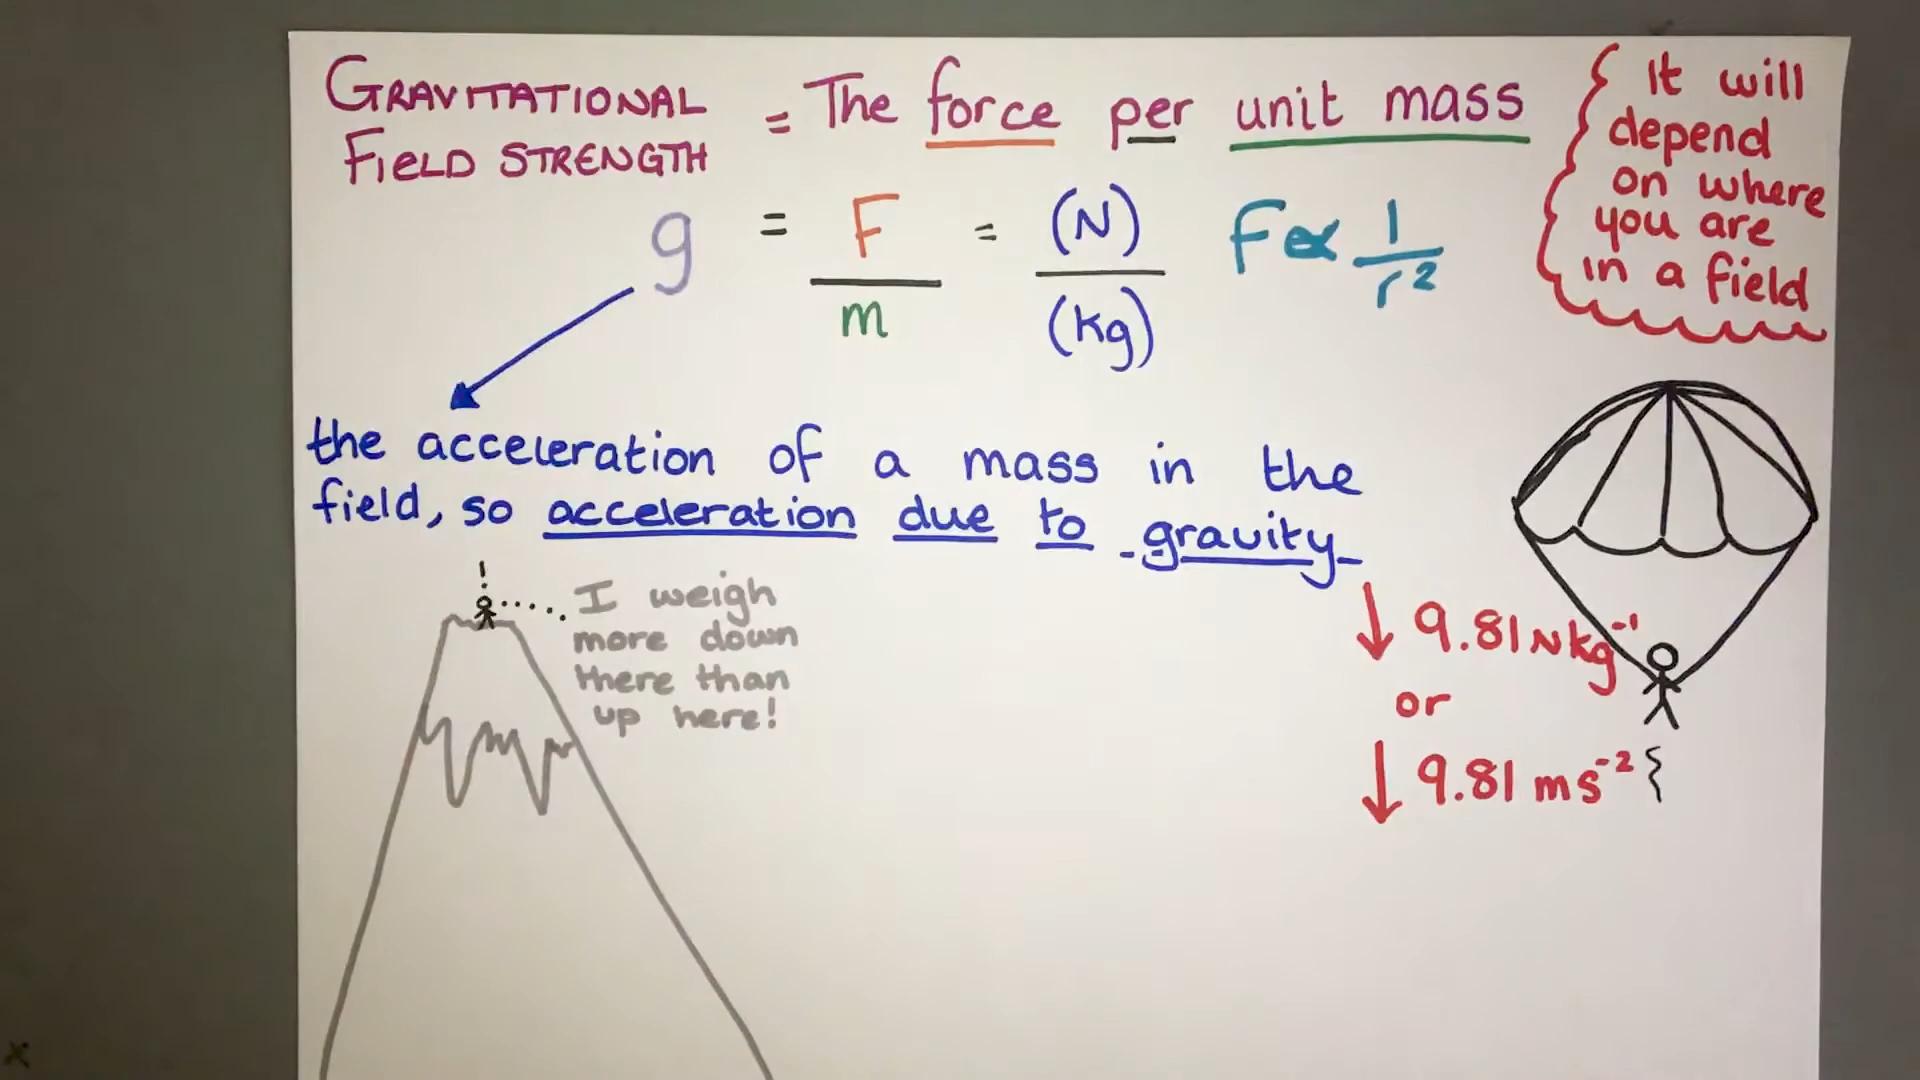 GRAVITATIONAL
FIELD STRENGTH
= The force per unit mass
g = F/m = (N)/(kg) F ∝ 1/r²
It will
depend
on where
you are
in a field
the acceleration of a mass in the
field, so acceleration due to gravity
!
I weigh
more down
there than
up here!
↓ 9.81 N kg⁻¹
or
↓ 9.81 ms⁻²